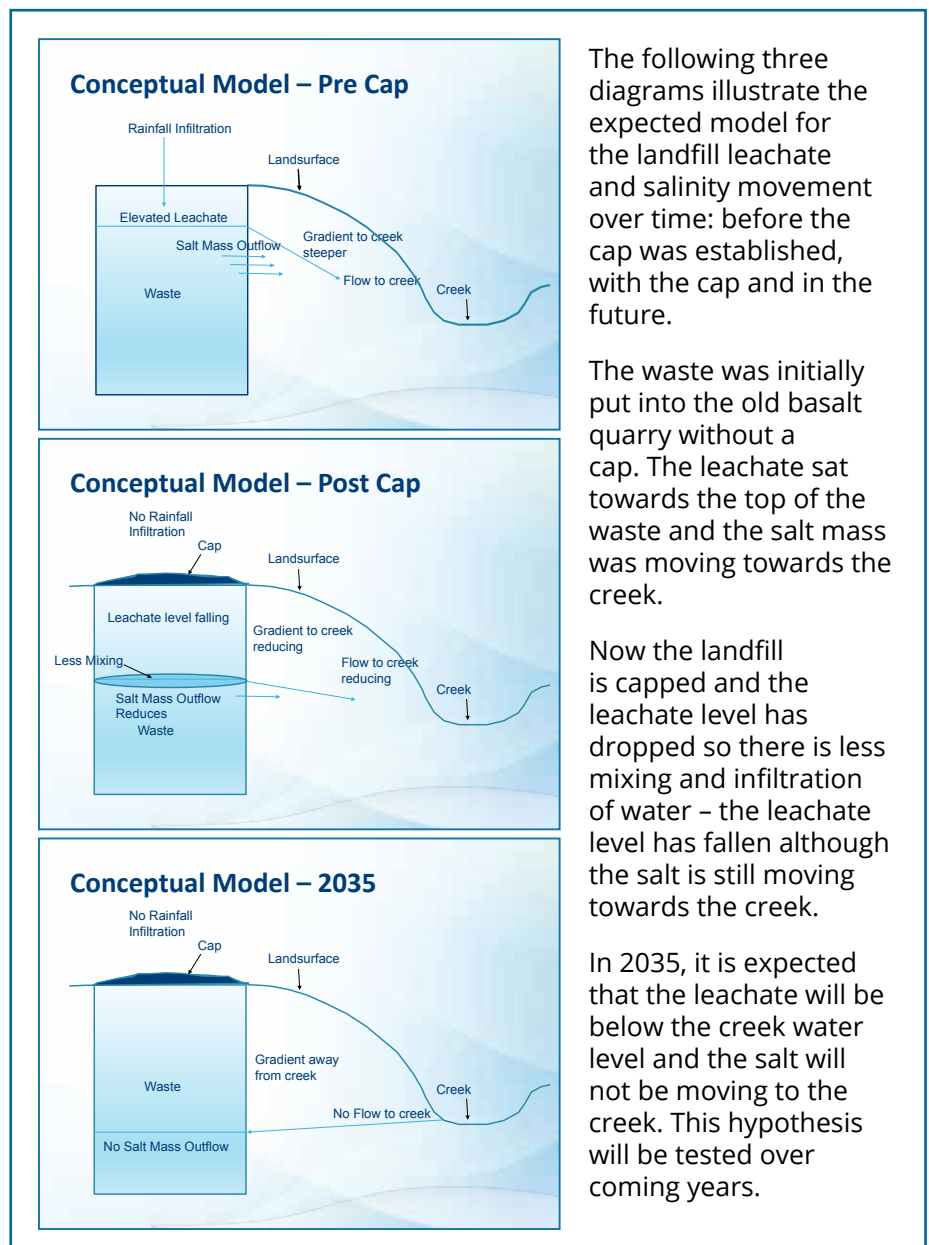 Conceptual Model – Pre Cap
Rainfall Infiltration
Landsurface
Elevated Leachate
Salt Mass Outflow
Gradient to creek
steeper
Flow to creek
Creek
Waste
Conceptual Model – Post Cap
No Rainfall
Infiltration
Cap
Landsurface
Leachate level falling
Gradient to creek
reducing
Less Mixing
Flow to creek
reducing
Salt Mass Outflow
Reduces
Waste
Creek
Conceptual Model – 2035
No Rainfall
Infiltration
Cap
Landsurface
Gradient away
from creek
Waste
Creek
No Flow to creek
No Salt Mass Outflow
The following three
diagrams illustrate the
expected model for
the landfill leachate
and salinity movement
over time: before the
cap was established,
with the cap and in the
future.
The waste was initially
put into the old basalt
quarry without a
cap. The leachate sat
towards the top of the
waste and the salt mass
was moving towards the
creek.
Now the landfill
is capped and the
leachate level has
dropped so there is less
mixing and infiltration
of water – the leachate
level has fallen although
the salt is still moving
towards the creek.
In 2035, it is expected
that the leachate will be
below the creek water
level and the salt will
not be moving to the
creek. This hypothesis
will be tested over
coming years.